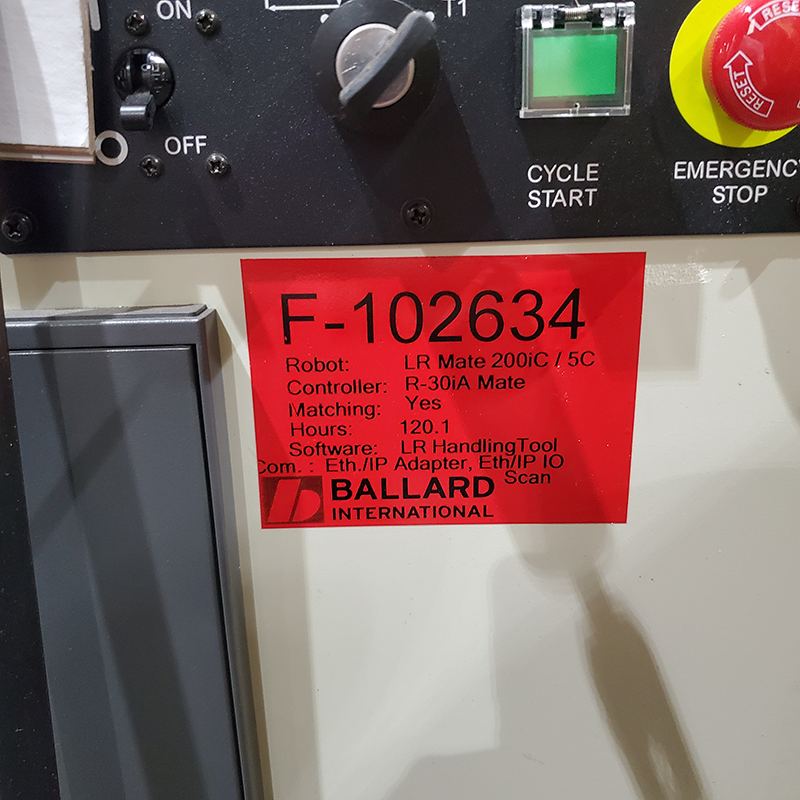 ON
T1
RESET
RESET
OFF
CYCLE
START
EMERGENCY
STOP
F-102634
Robot: LR Mate 200iC / 5C
Controller: R-30iA Mate
Matching: Yes
Hours: 120.1
Software: LR HandlingTool
Com. : Eth./IP Adapter, Eth/IP IO
Scan
BALLARD
INTERNATIONAL